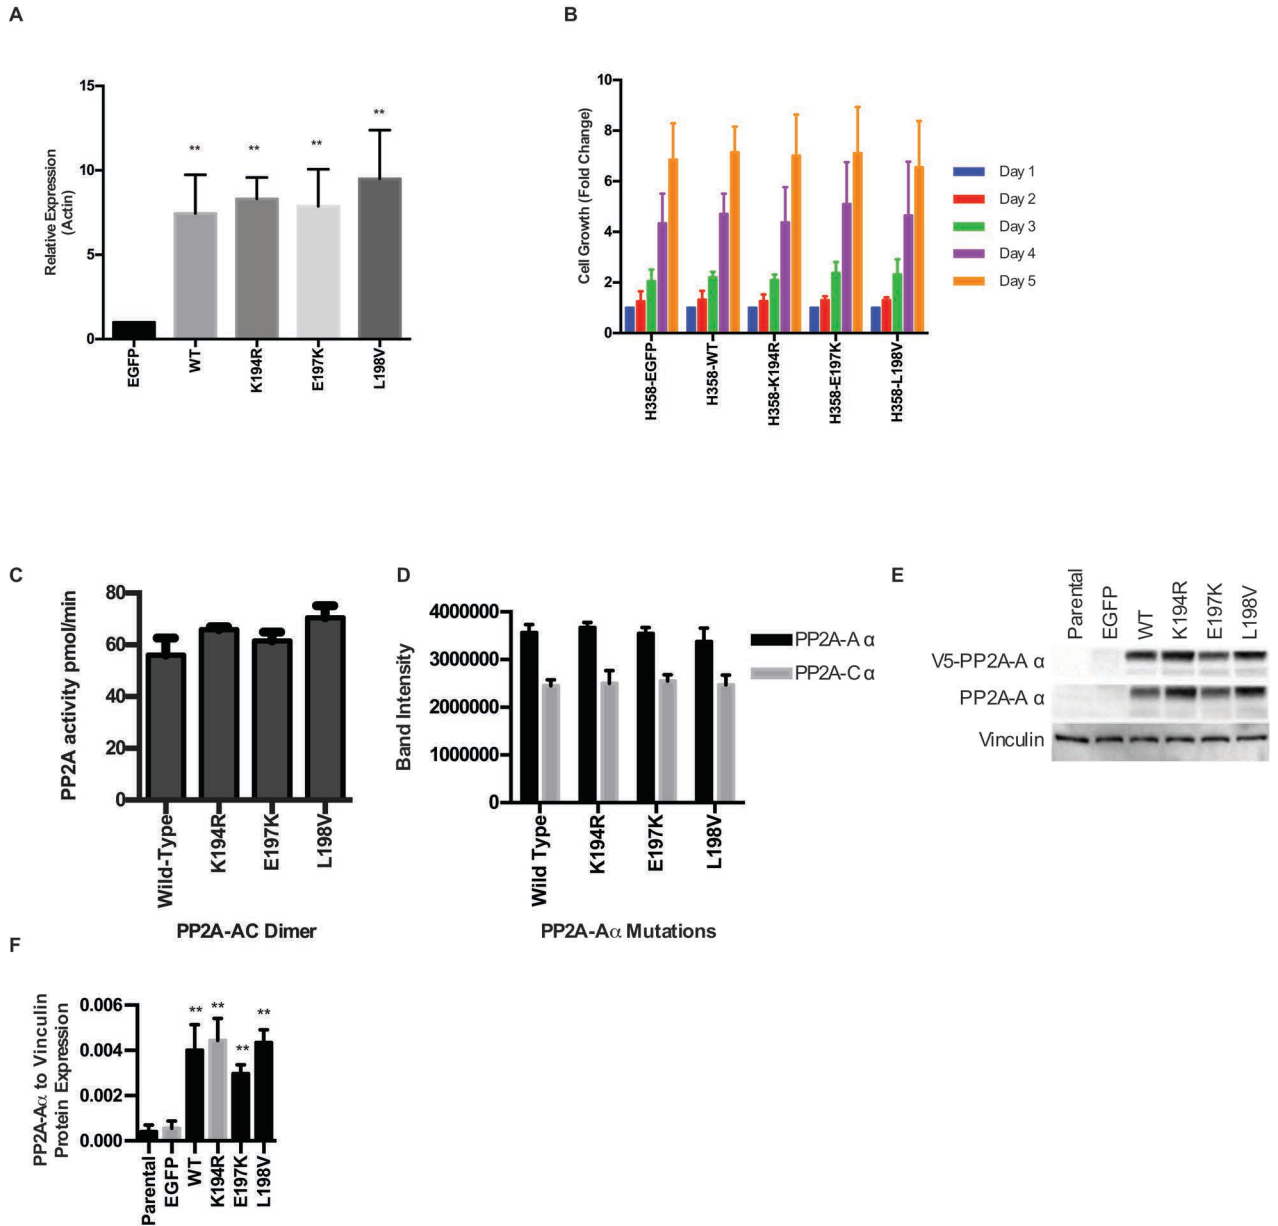 A
Relative Expression
(Actin)
15
10
5
0
**
**
**
**
EGFP
WT
K194R
E197K
L198V
B
Cell Growth (Fold Change)
10
8
6
4
2
0
H358-EGFP
H358-WT
H358-K194R
H358-E197K
H358-L198V
Day 1
Day 2
Day 3
Day 4
Day 5
C
PP2A activity pmol/min
80
60
40
20
0
Wild-Type
K194R
E197K
L198V
PP2A-AC Dimer
D
Band Intensity
4000000
3000000
2000000
1000000
0
Wild Type
K194R
E197K
L198V
PP2A-Aα Mutations
PP2A-A α
PP2A-C α
E
Parental
EGFP
WT
K194R
E197K
L198V
V5-PP2A-A α
PP2A-A α
Vinculin
F
PP2A-Aα to Vinculin
Protein Expression
0.006
0.004
0.002
0.000
**
**
**
**
Parental
EGFP
WT
K194R
E197K
L198V